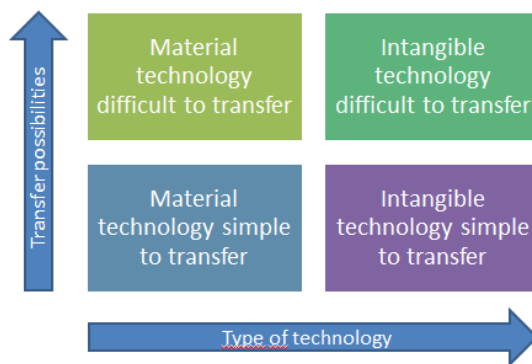 Transfer possibilities
Material
technology
difficult to transfer
Intangible
technology
difficult to transfer
Material
technology simple
to transfer
Intangible
technology simple
to transfer
Type of technology